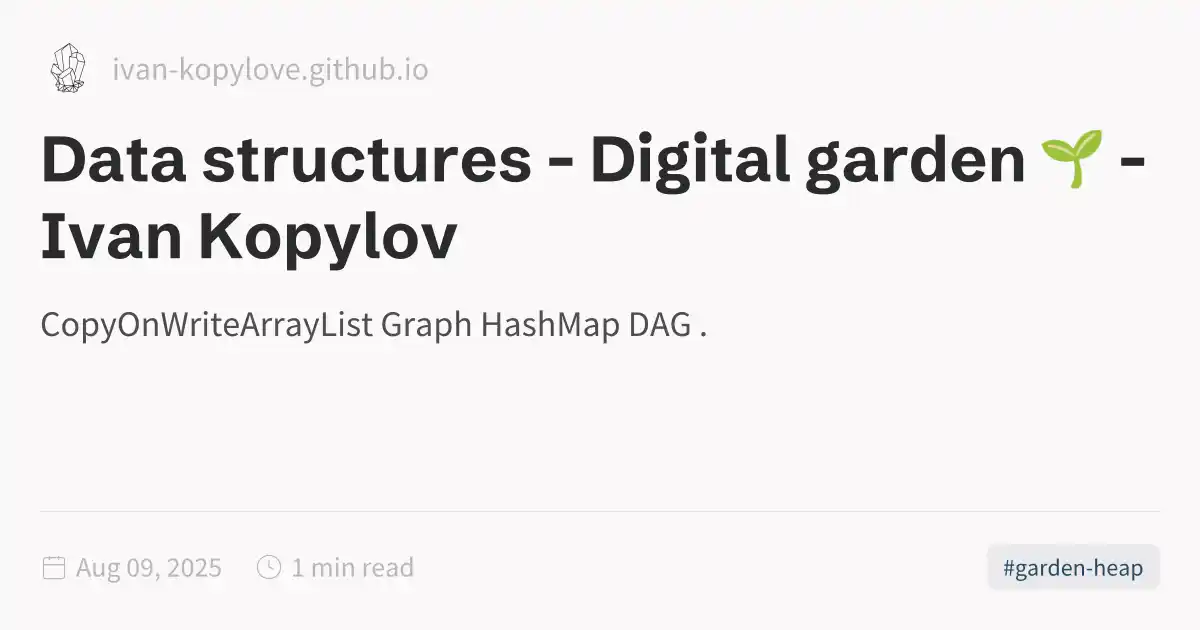 ivan-kopylove.github.io
Data structures - Digital garden 🌱 -
Ivan Kopylov
CopyOnWriteArrayList Graph HashMap DAG .
Aug 09, 2025
1 min read
#garden-heap